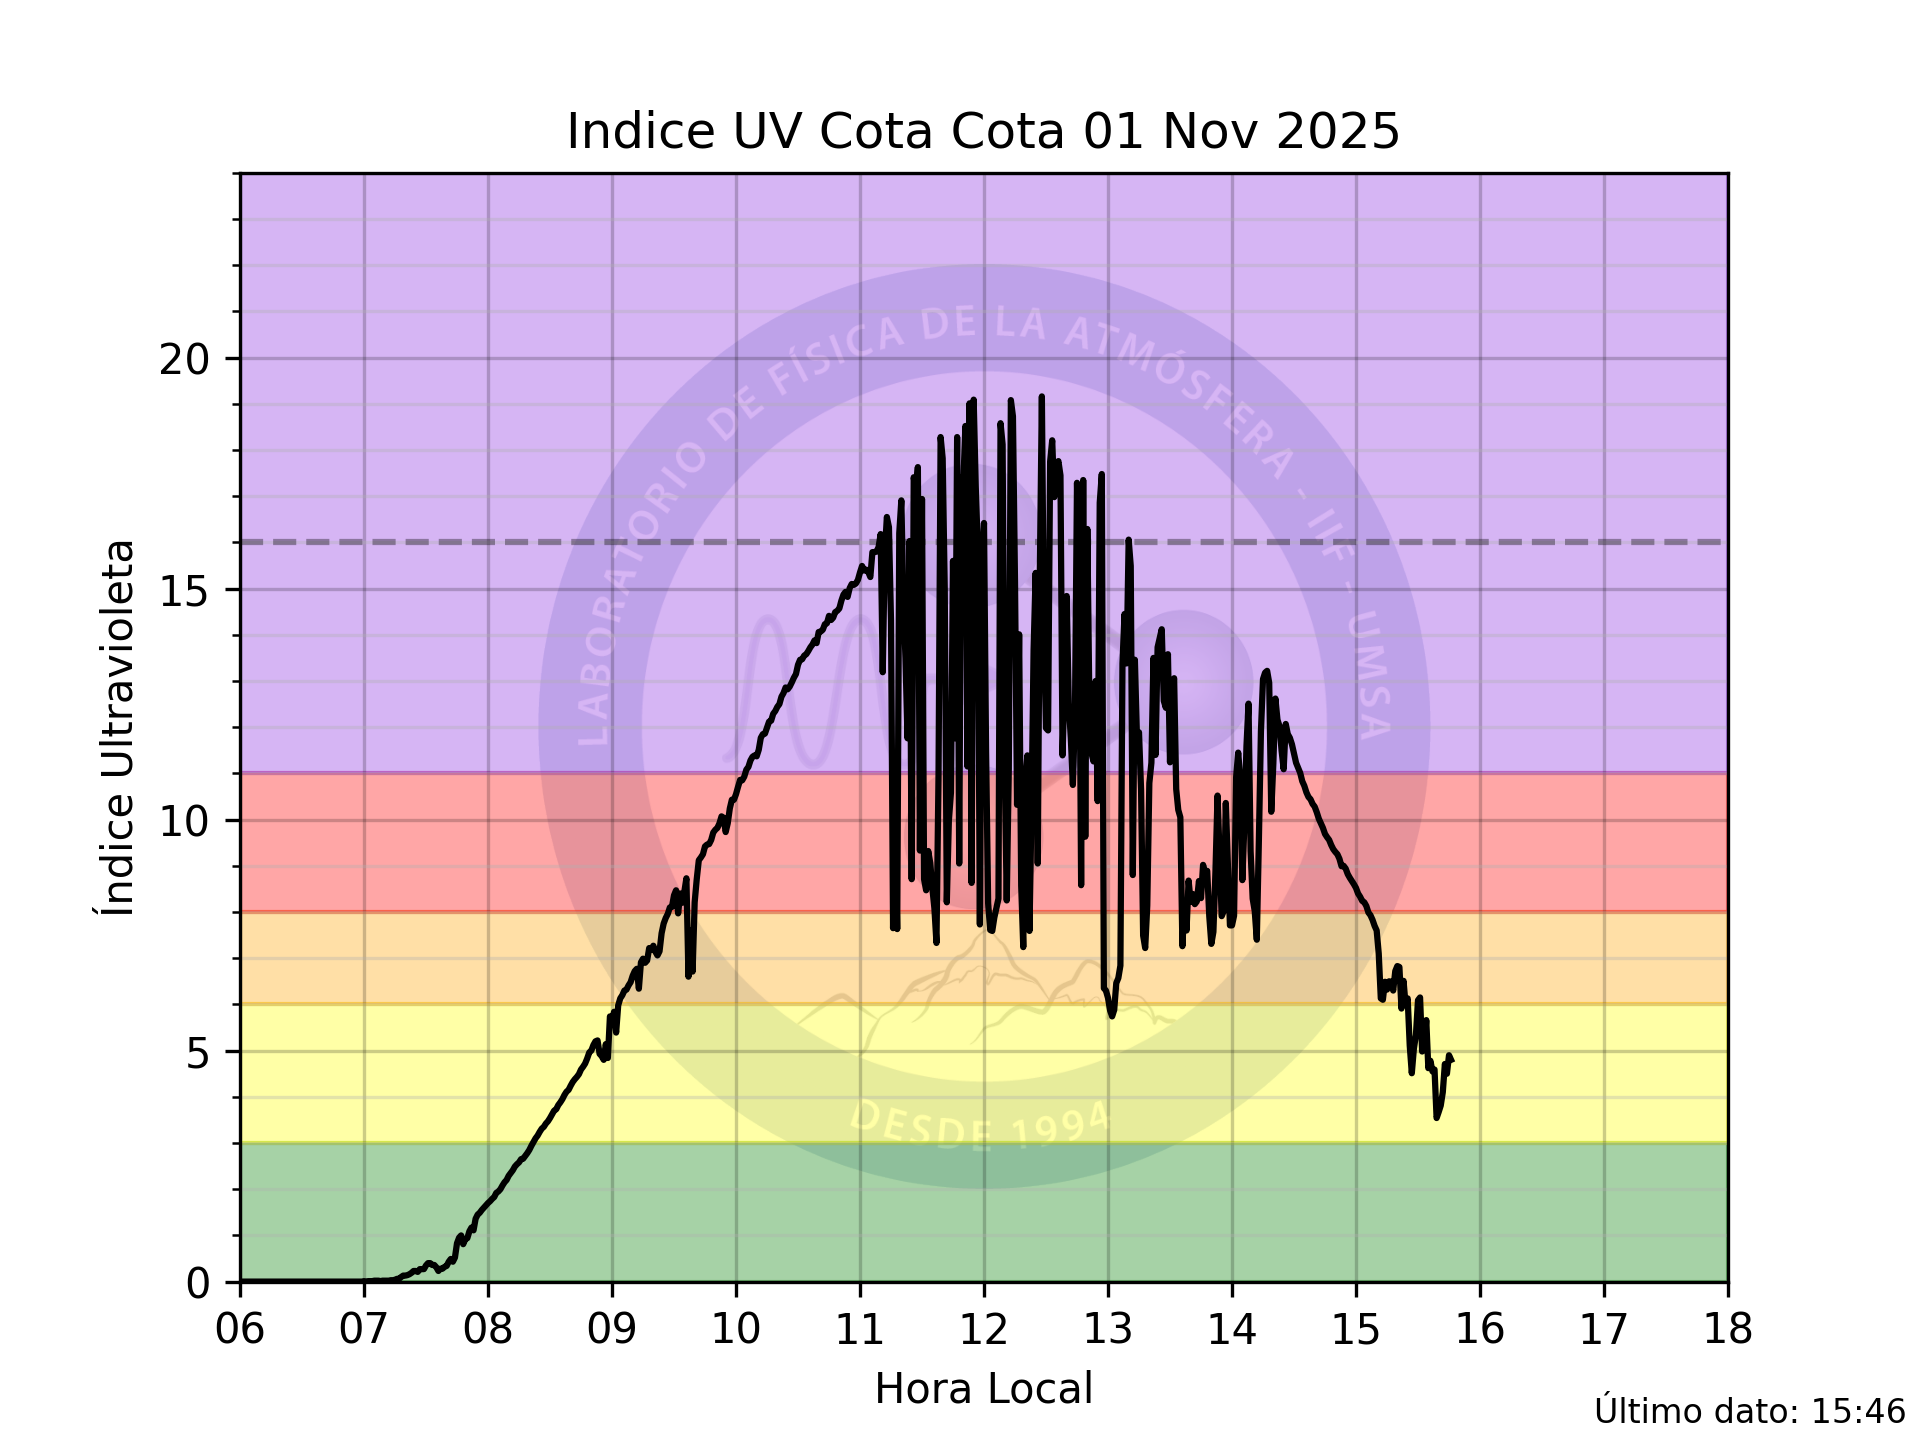 Indice UV Cota Cota 01 Nov 2025
Índice Ultravioleta
20
15
10
5
0
LABORATORIO DE FÍSICA DE LA ATMÓSFERA - IIF - UMSA
DESDE 1994
06 07 08 09 10 11 12 13 14 15 16 17 18
Hora Local
Último dato: 15:46